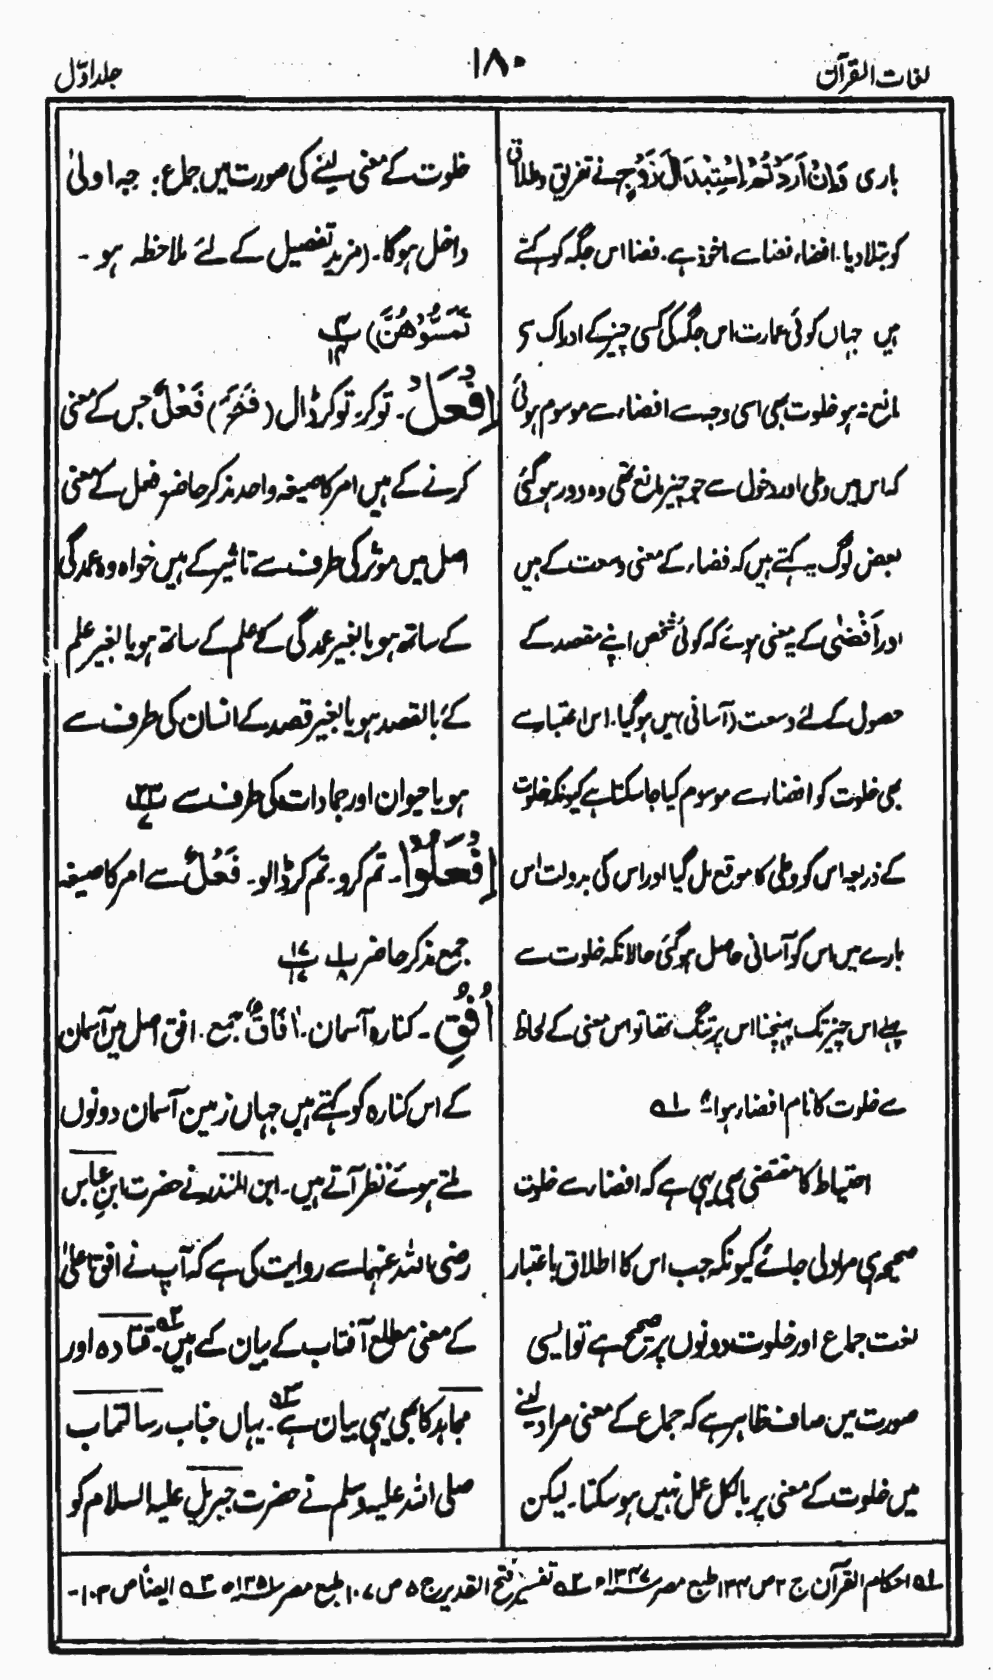 لغات القرآن
۱۸۰
جلد اوّل
باری وَاِنْ اَرَدْتُّمُ اسْتِبْدَالَ زَوْجٍ نے تفریق وطلاق
کو بتلا دیا۔ افضاء فضا سے ماخوذ ہے۔ فضا اس جگہ کو کہتے
ہیں جہاں کوئی عمارت اس جگہ کی کسی چیز کے ادراک سے
مانع نہ ہو خلوت بھی اسی وجہ سے افضاء سے موسوم ہوئی
کہ اس میں وطی اور دخول سے جو چیز مانع تھی وہ دور ہوگئی
بعض لوگ یہ کہتے ہیں کہ فضاء کے معنی وسعت کے ہیں
اور اَفْضٰی کے یہ معنی ہوئے کہ کوئی شخص اپنے مقصد کے
حصول کے لئے وسعت (آسانی) میں ہوگیا۔ اس اعتبار سے
بھی خلوت کو افضاء سے موسوم کیا جاسکتا ہے کیونکہ خلوت
کے ذریعہ اس کو وطی کا موقع مل گیا اور اس کی بدولت اس
بارے میں اس کو آسانی حاصل ہوگئی حالانکہ خلوت سے
پہلے اس چیز تک پہنچنا اس پر تنگ تھا تو اس معنی کے لحاظ
سے خلوت کا نام افضاء ہوا ؎۱
احتیاط کا مقتضی بھی یہی ہے کہ افضاء سے خلوت
صحیحہ ہی مراد لی جائے کیونکہ جب اس کا اطلاق باعتبار
لغت جماع اور خلوت دونوں پر صحیح ہے تو ایسی
صورت میں صاف ظاہر ہے کہ جماع کے معنی مراد لینے
میں خلوت کے معنی پر بالکل عمل نہیں ہوسکتا۔ لیکن
خلوت کے معنی لینے کی صورت میں جماع بدرجہ اولیٰ
داخل ہوگا۔ (مزید تفصیل کے لئے ملاحظہ ہو۔
تَمَسُّوْهُنَّ)
اِفْعَلْ۔ تو کر۔ تو کر ڈال (فَتَحَ) فَعْلٌ جس کے معنی
کرنے کے ہیں امر کا صیغہ واحد مذکر حاضر۔ فعل کے معنی
اصل میں موثر کی طرف سے تاثیر کے ہیں خواہ وہ عمدگی
کے ساتھ ہو یا بغیر عمدگی کے علم کے ساتھ ہو یا بغیر علم
کے بالقصد ہو یا بغیر قصد کے انسان کی طرف سے
ہو یا حیوان اور جمادات کی طرف سے
اِفْعَلُوْا۔ تم کرو۔ تم کر ڈالو۔ فَعْلٌ سے امر کا صیغہ
جمع مذکر حاضر
اُفُقِ۔ کنارہ آسمان۔ اٰفَاقٌ جمع۔ افق اصل میں آسمان
کے اس کنارہ کو کہتے ہیں جہاں زمین آسمان دونوں
ملتے ہوئے نظر آتے ہیں۔ ابن المنذر نے حضرت ابن عباس
رضی اللہ عنہما سے روایت کی ہے کہ آپ نے افق اعلیٰ
کے معنی مطلع آفتاب کے بیان کئے ہیں ؎۲۔ قتادہ اور
مجاہد کا بھی یہی بیان ہے ؎۳۔ یہاں جناب رسالتمآب
صلی اللہ علیہ وسلم نے حضرت جبریل علیہ السلام کو
؎۱ احکام القرآن ج ۲ ص ۱۳۳ طبع مصر ۱۳۴۷ھ ؎۲ تفسیر فتح القدیر ج ۵ ص ۱۰۷ طبع مصر ۱۳۵۱ھ ؎۳ ایضاً ص ۱۰۳۔